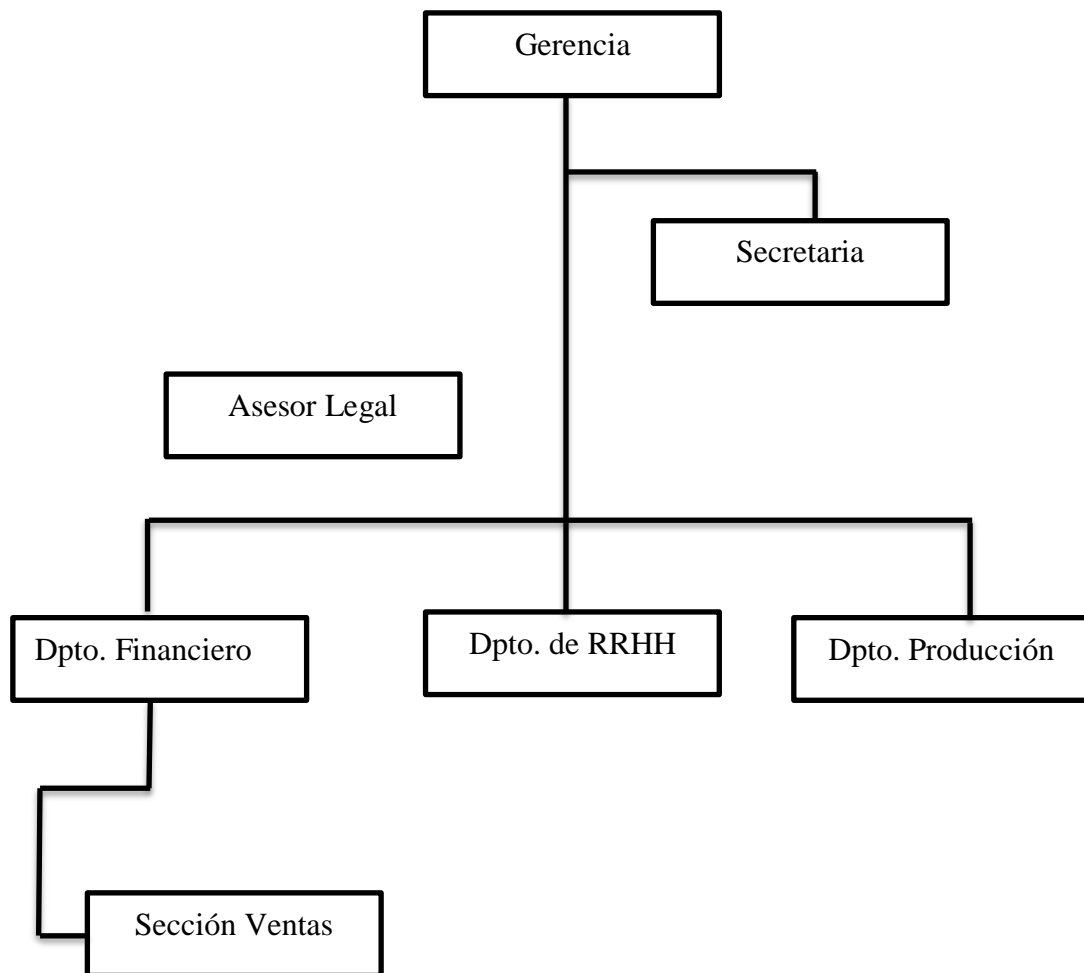 Gerencia
Secretaria
Asesor Legal
Dpto. Financiero
Dpto. de RRHH
Dpto. Producción
Sección Ventas